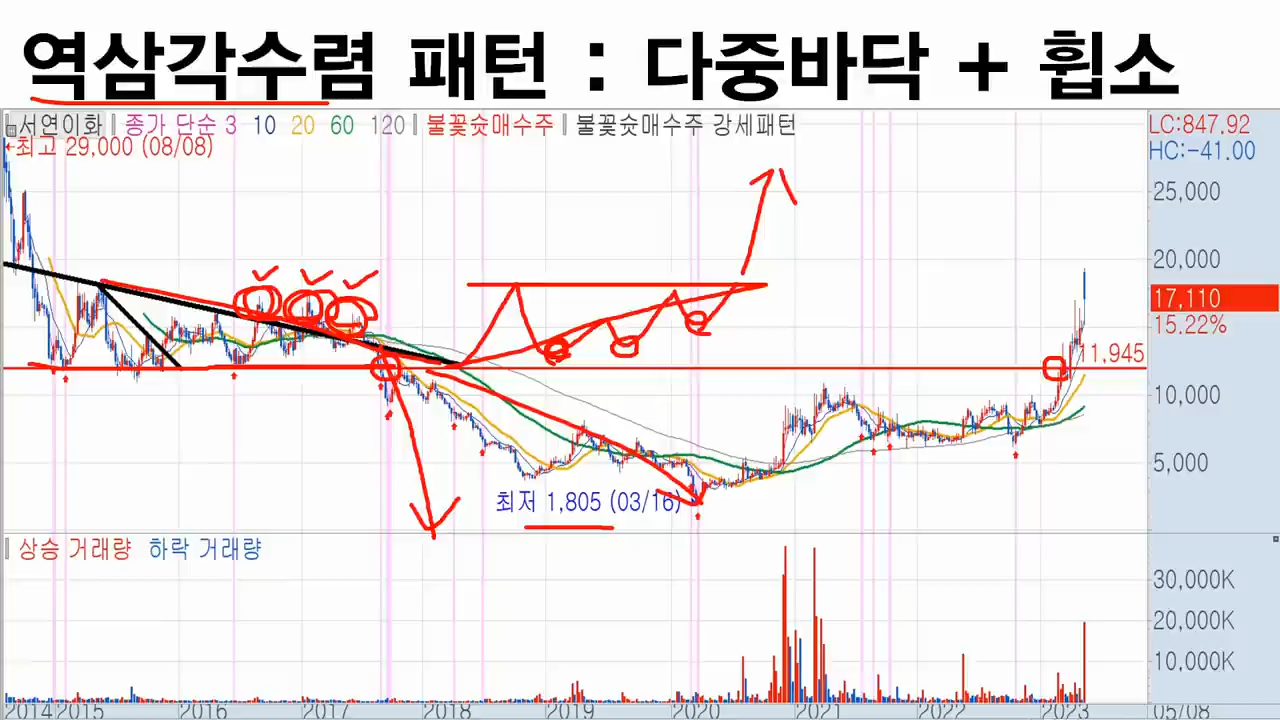 역삼각수렴 패턴 : 다중바닥 + 휩소
서연이화 종가 단순 3 10 20 60 120 불꽃슛매수주 불꽃슛매수주 강세패턴
LC:847.92
최고 29,000 (08/08)
HC:-41.00
25,000
20,000
17,110
15.22%
11,945
10,000
5,000
최저 1,805 (03/16)
상승 거래량 하락 거래량
30,000K
20,000K
10,000K
2014 2015 2016 2017 2018 2019 2020 2021 2022 2023 05/08